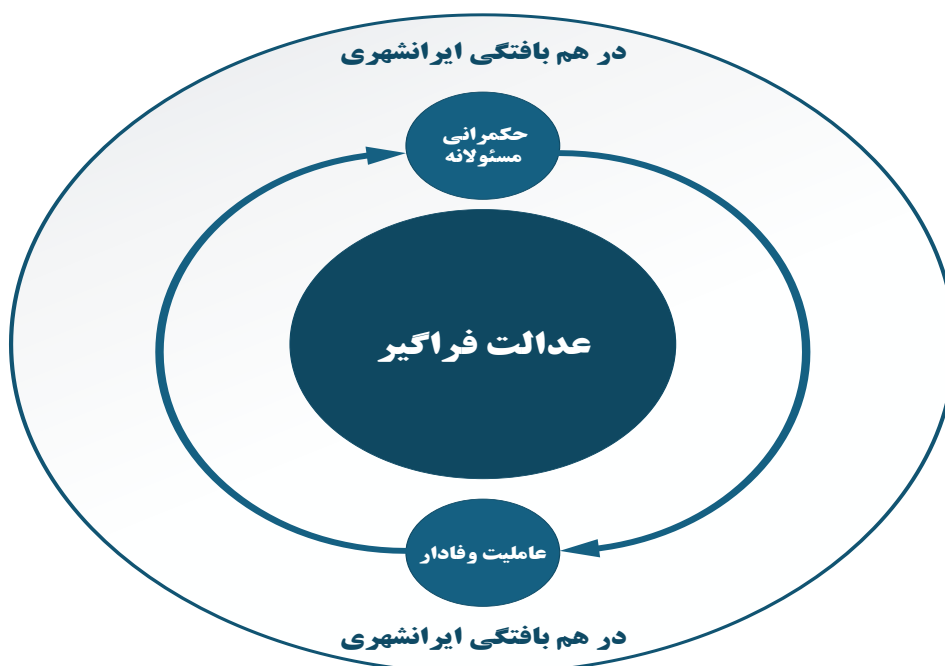 در هم بافتگی ایرانشهری
حکمرانی
مسئولانه
عدالت فراگیر
عاملیت وفادار
در هم بافتگی ایرانشهری